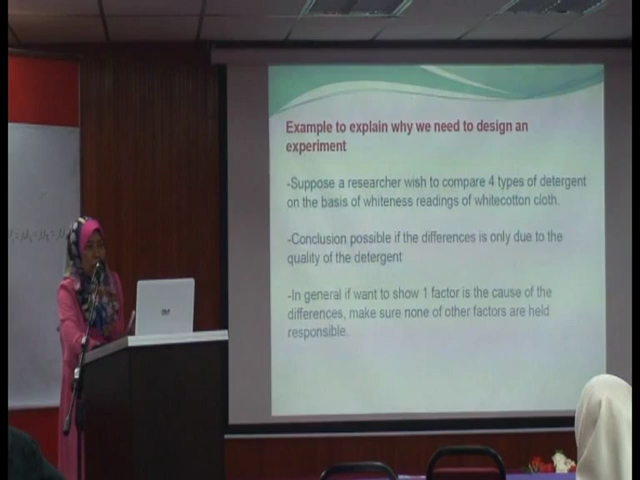 Example to explain why we need to design an
experiment
-Suppose a researcher wish to compare 4 types of detergent
on the basis of whiteness readings of whitecotton cloth.
-Conclusion possible if the differences is only due to the
quality of the detergent
-In general if want to show 1 factor is the cause of the
differences, make sure none of other factors are held
responsible.